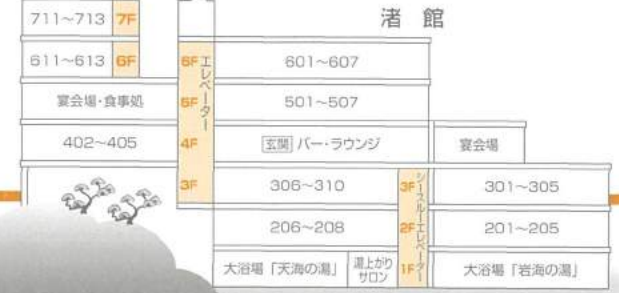 渚館
711～713 7F
611～613 6F
6F エレベーター 601～607
宴会場・食事処 5F 501～507
402～405 4F 玄関 バー・ラウンジ 宴会場
3F 306～310 3F シースルーエレベーター 301～305
206～208 2F 201～205
大浴場「天海の湯」 湯上がり
サロン 1F 大浴場「岩海の湯」